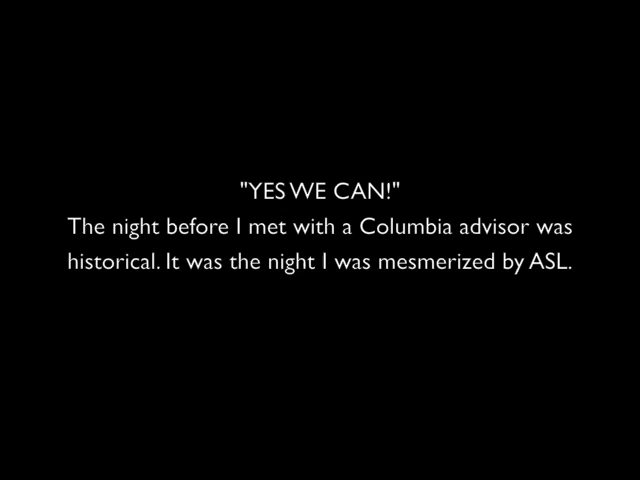 "YES WE CAN!"
The night before I met with a Columbia advisor was
historical. It was the night I was mesmerized by ASL.